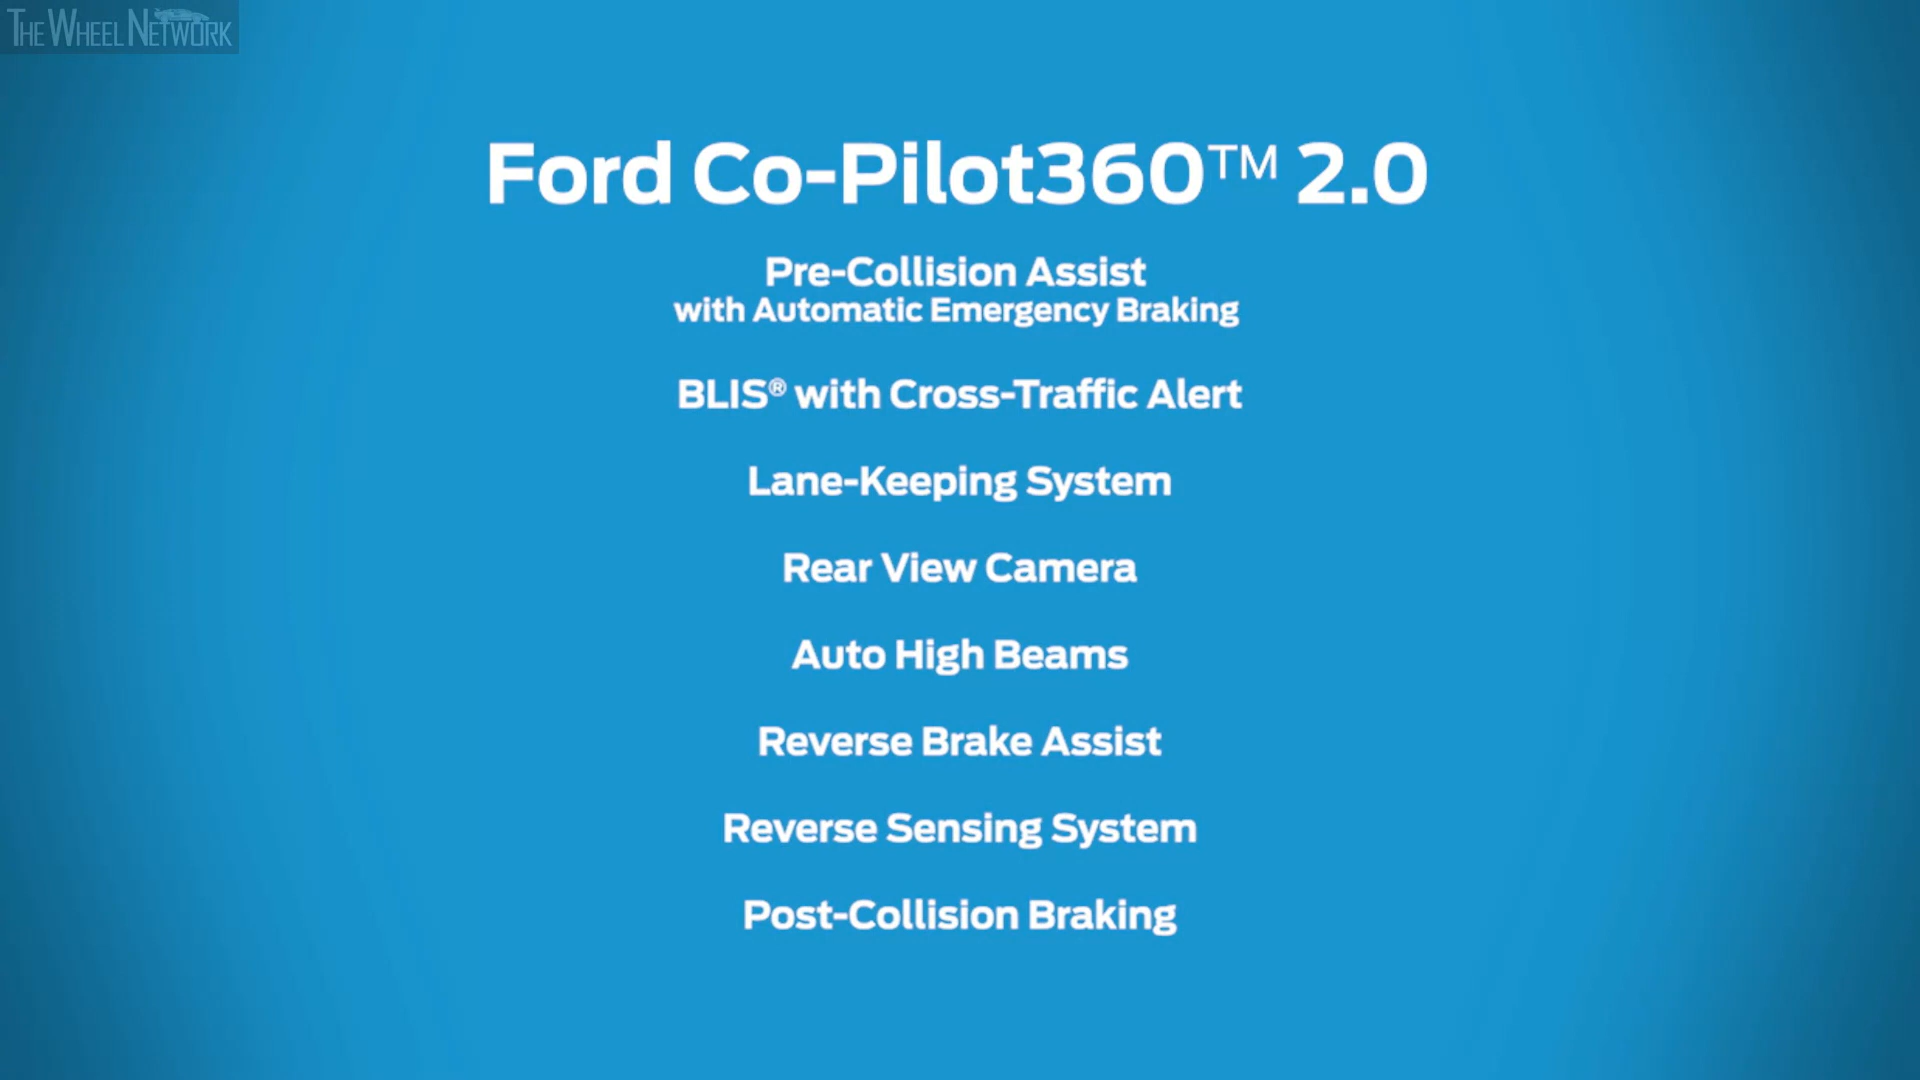 THE WHEEL NETWORK
Ford Co-Pilot360™ 2.0
Pre-Collision Assist
with Automatic Emergency Braking
BLIS® with Cross-Traffic Alert
Lane-Keeping System
Rear View Camera
Auto High Beams
Reverse Brake Assist
Reverse Sensing System
Post-Collision Braking